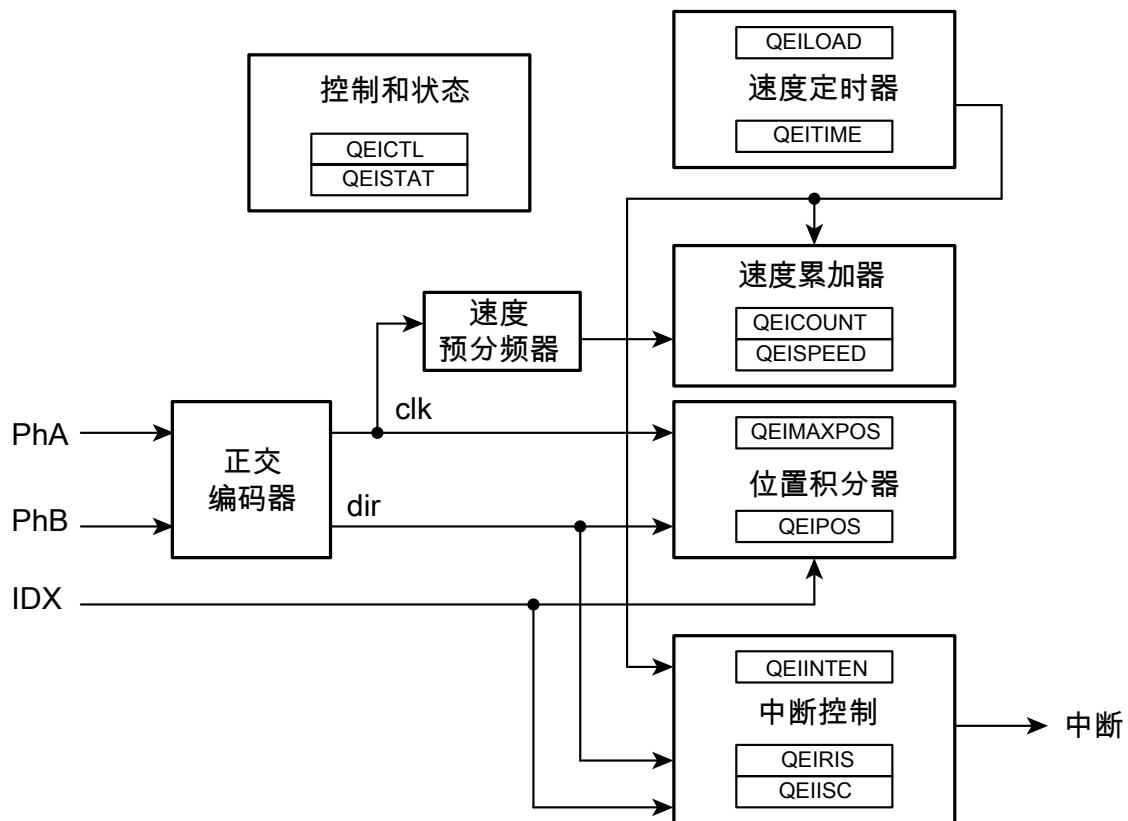 QEILOAD
速度定时器
QEITIME
控制和状态
QEICTL
QEISTAT
速度累加器
QEICOUNT
QEISPEED
速度
预分频器
PhA
PhB
IDX
正交
编码器
clk
dir
QEIMAXPOS
位置积分器
QEIPOS
QEIINTEN
中断控制
QEIRIS
QEIISC
中断